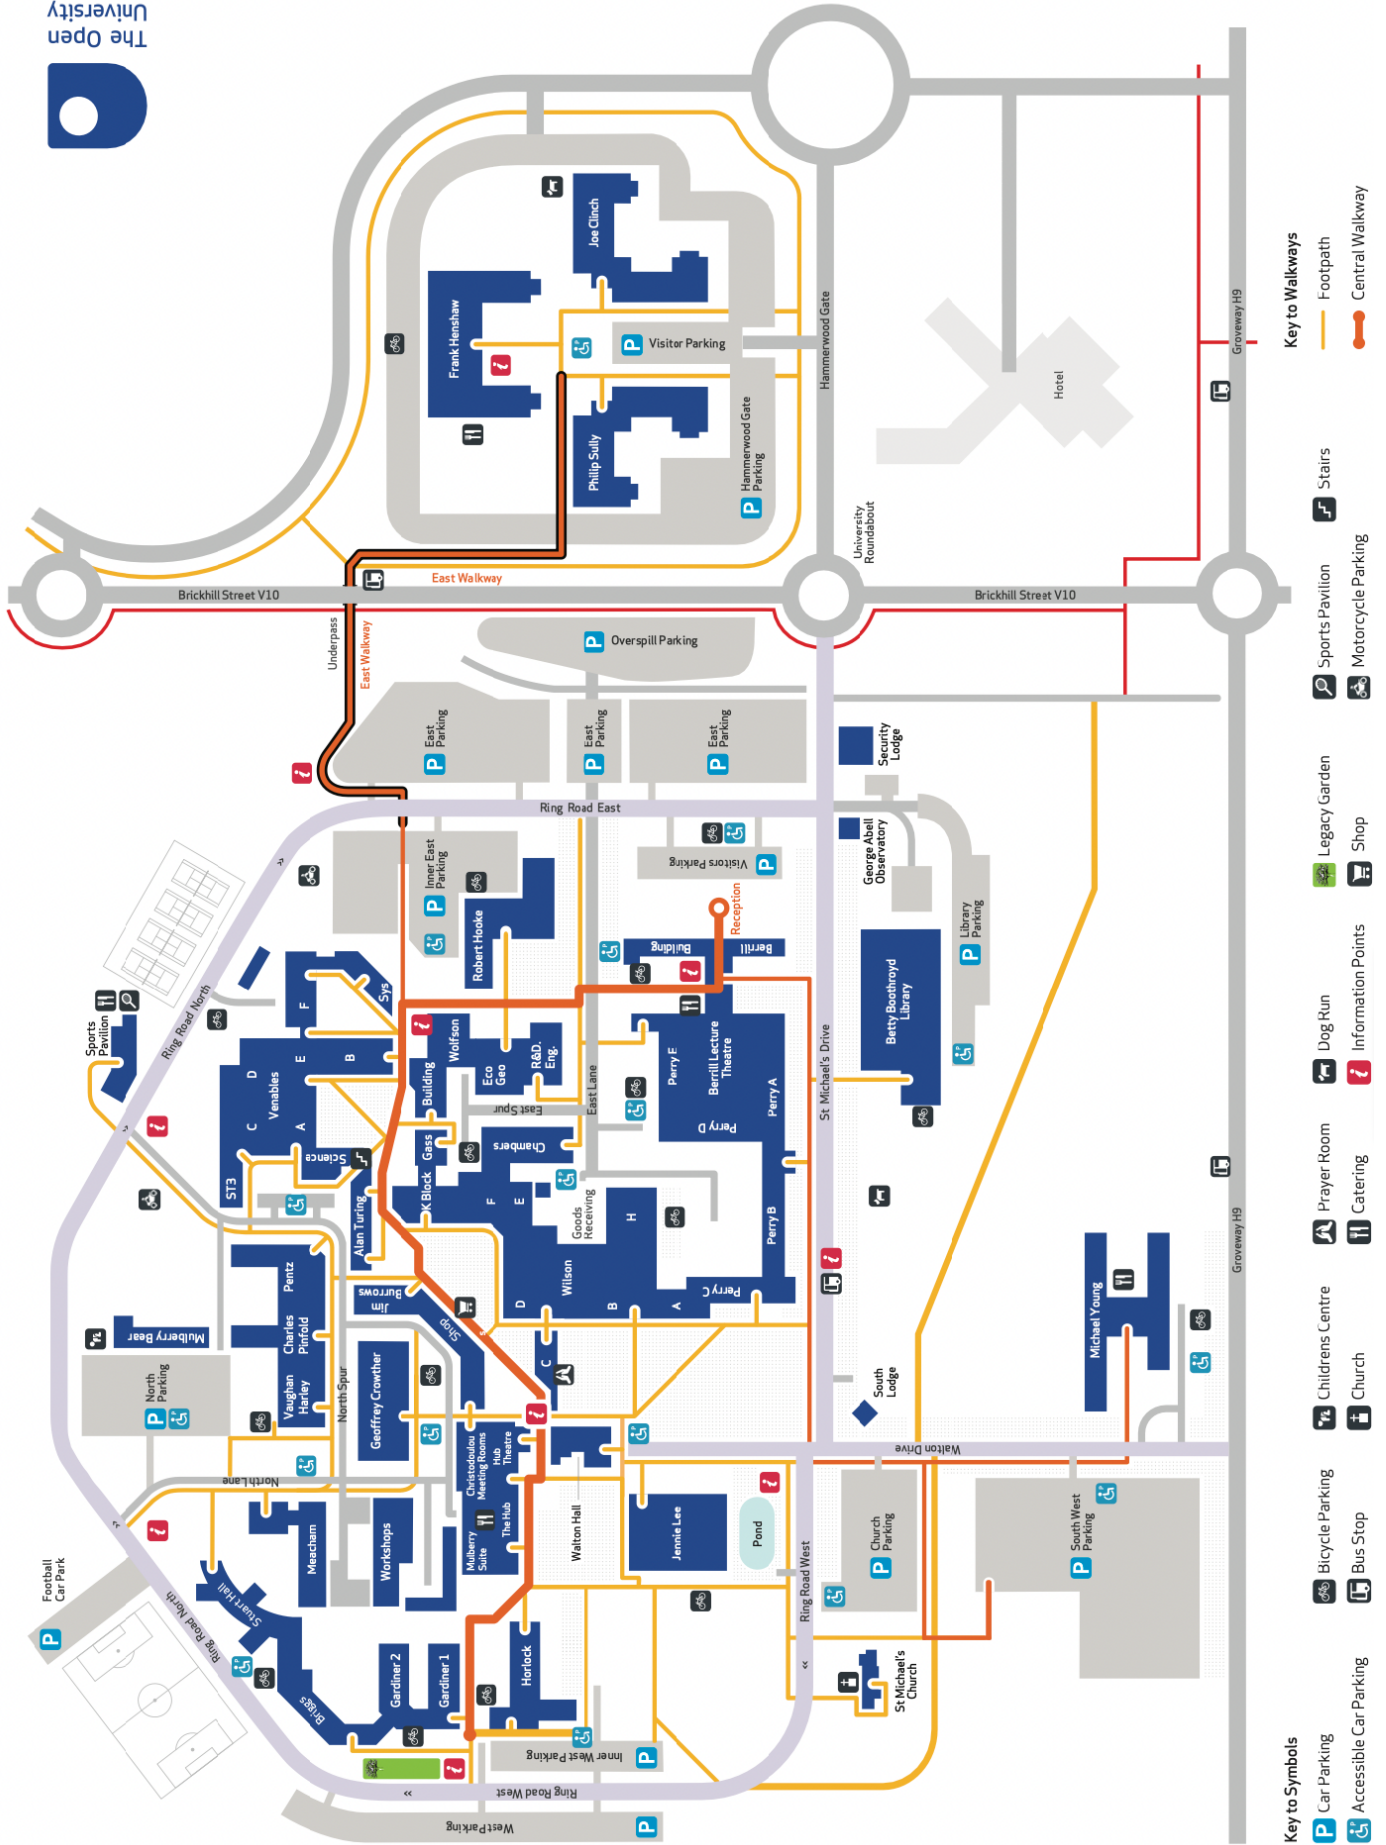 The Open
University
Frank Henshaw
Joe Clinch
Philip Sully
P
Visitor Parking
P
Hammerwood Gate
Parking
Hammerwood Gate
Hotel
Groveway H9
University
Roundabout
Brickhill Street V10
Brickhill Street V10
East Walkway
Underpass
East Walkway
P
Overspill Parking
P
East
Parking
P
East
Parking
P
East
Parking
Ring Road East
Security
Lodge
George Abell
Observatory
P
Inner East
Parking
Visitors Parking
P
Robert Hooke
Reception
Berrill
Building
P
Library
Parking
Betty Boothroyd
Library
Ring Road North
Sports
Pavilion
F
Sys
E
B
D
Venables
C
A
Science
ST3
Wolfson
Building
Eco
Geo
R&D.
Eng.
East Spur
East Lane
Gass
Chambers
K Block
Perry E
Berrill Lecture
Theatre
Perry A
Perry D
St Michael's Drive
Alan Turing
F
E
Goods
Receiving
H
Perry B
Wilson
D
B
A
Perry C
C
Pentz
Charles
Pinfold
Vaughan
Harley
Mulberry Bear
Jim
Burrows
Shop
North
Parking
P
North Spur
Geoffrey Crowther
North Lane
Christodoulou
Meeting Rooms
Hub
Theatre
The Hub
Mulberry
Suite
Walton Hall
South
Lodge
Michael Young
Groveway H9
Walton Drive
Meacham
Workshops
Jennie Lee
Pond
P
Church
Parking
P
South West
Parking
Football
Car Park
P
Ring Road North
Stuart Hall
Briggs
Gardiner 2
Gardiner 1
Horlock
Ring Road West
St Michael's
Church
Inner West Parking
P
Ring Road West
West Parking
P
Key to Walkways
Footpath
Central Walkway
Key to Symbols
P Car Parking
Accessible Car Parking
Bicycle Parking
Bus Stop
Childrens Centre
Church
Prayer Room
Catering
Dog Run
Information Points
Legacy Garden
Shop
Sports Pavilion
Motorcycle Parking
Stairs